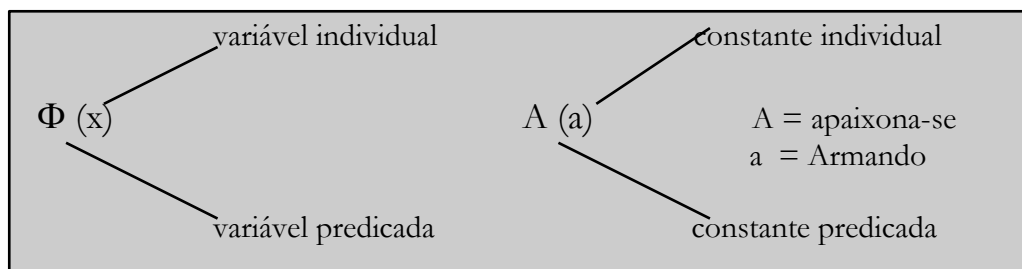 variável individual
constante individual
Φ (x)
A (a)
A = apaixona-se
a = Armando
variável predicada
constante predicada